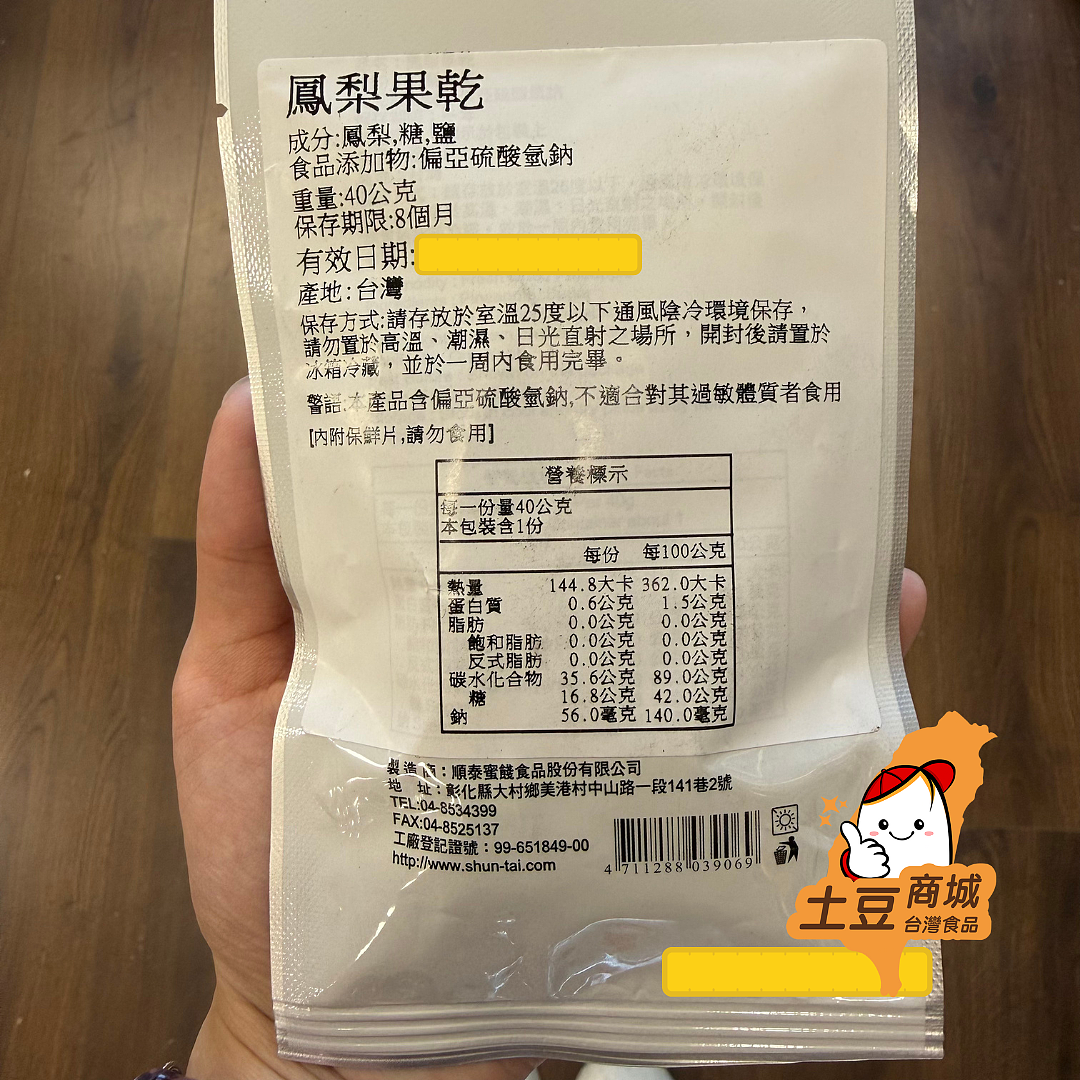 鳳梨果乾
成分:鳳梨,糖,鹽
食品添加物:偏亞硫酸氫鈉
重量:40公克
保存期限:8個月
有效日期:
產地:台灣
保存方式:請存放於室溫25度以下通風陰冷環境保存，
請勿置於高溫、潮濕、日光直射之場所，開封後請置於
冰箱冷藏，並於一周內食用完畢。
警語:本產品含偏亞硫酸氫鈉,不適合對其過敏體質者食用
[內附保鮮片,請勿食用]
營養標示
每一份量40公克
本包裝含1份
每份 每100公克
熱量 144.8大卡 362.0大卡
蛋白質 0.6公克 1.5公克
脂肪 0.0公克 0.0公克
飽和脂肪 0.0公克 0.0公克
反式脂肪 0.0公克 0.0公克
碳水化合物 35.6公克 89.0公克
糖 16.8公克 42.0公克
鈉 56.0毫克 140.0毫克
製造商：順泰蜜餞食品股份有限公司
地 址：彰化縣大村鄉美港村中山路一段141巷2號
TEL:04-8534399
FAX:04-8525137
工廠登記證號：99-651849-00
http://www.shun-tai.com
4 711288 039069
土豆商城
台灣食品